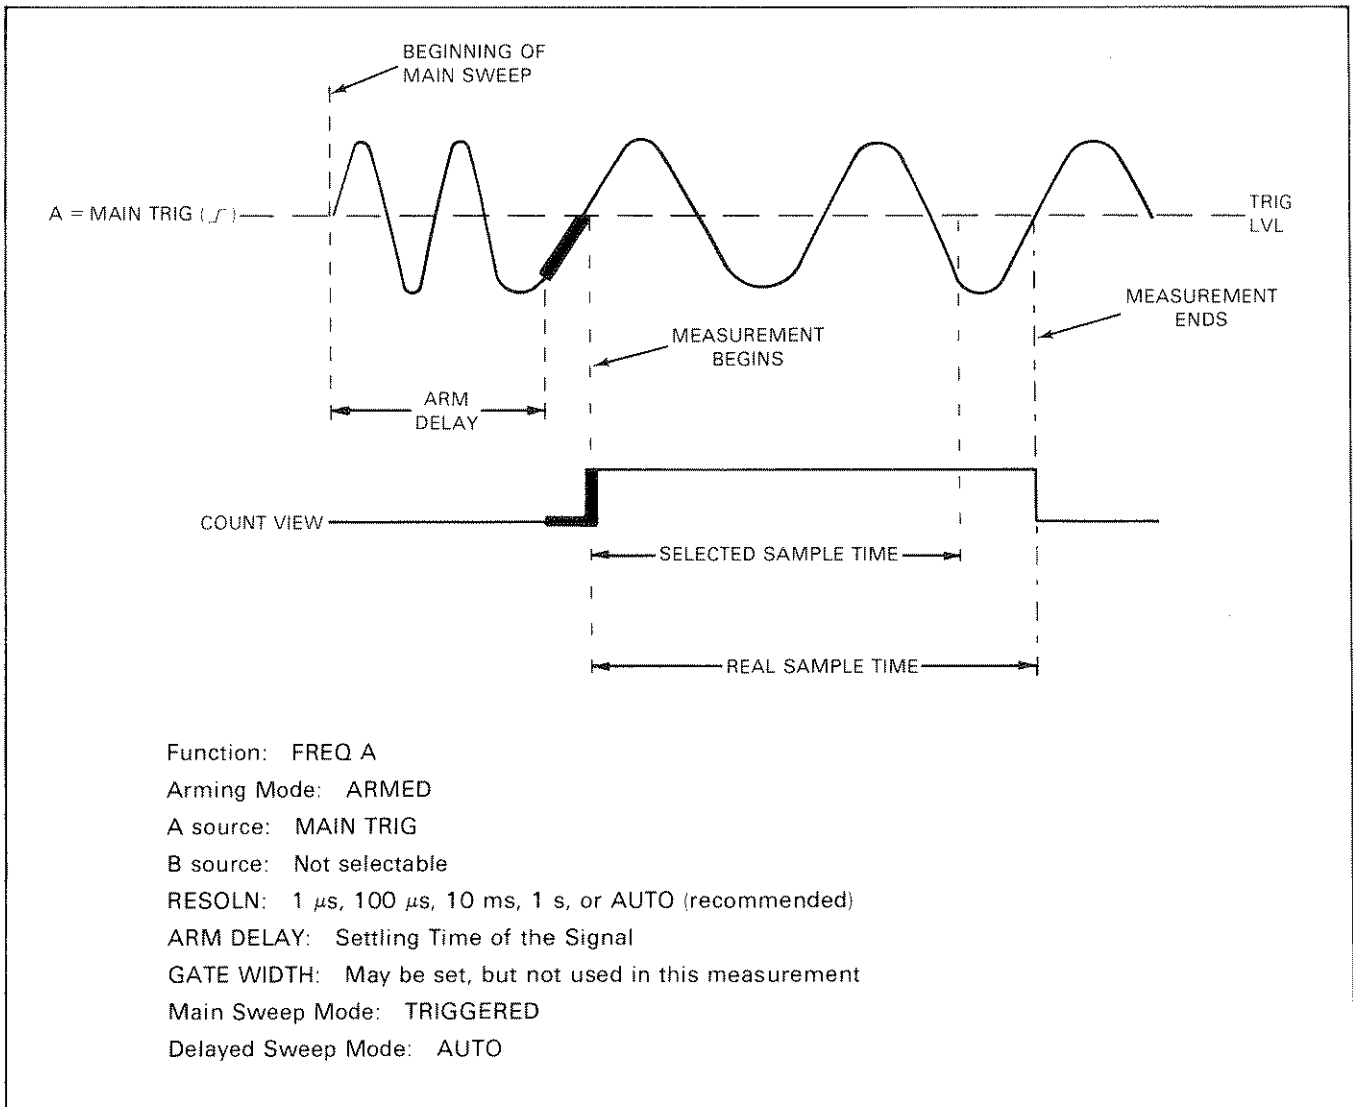 BEGINNING OF
MAIN SWEEP
A = MAIN TRIG (⎍)
TRIG
LVL
MEASUREMENT
ENDS
MEASUREMENT
BEGINS
ARM
DELAY
COUNT VIEW
SELECTED SAMPLE TIME
REAL SAMPLE TIME
Function: FREQ A
Arming Mode: ARMED
A source: MAIN TRIG
B source: Not selectable
RESOLN: 1 μs, 100 μs, 10 ms, 1 s, or AUTO (recommended)
ARM DELAY: Settling Time of the Signal
GATE WIDTH: May be set, but not used in this measurement
Main Sweep Mode: TRIGGERED
Delayed Sweep Mode: AUTO